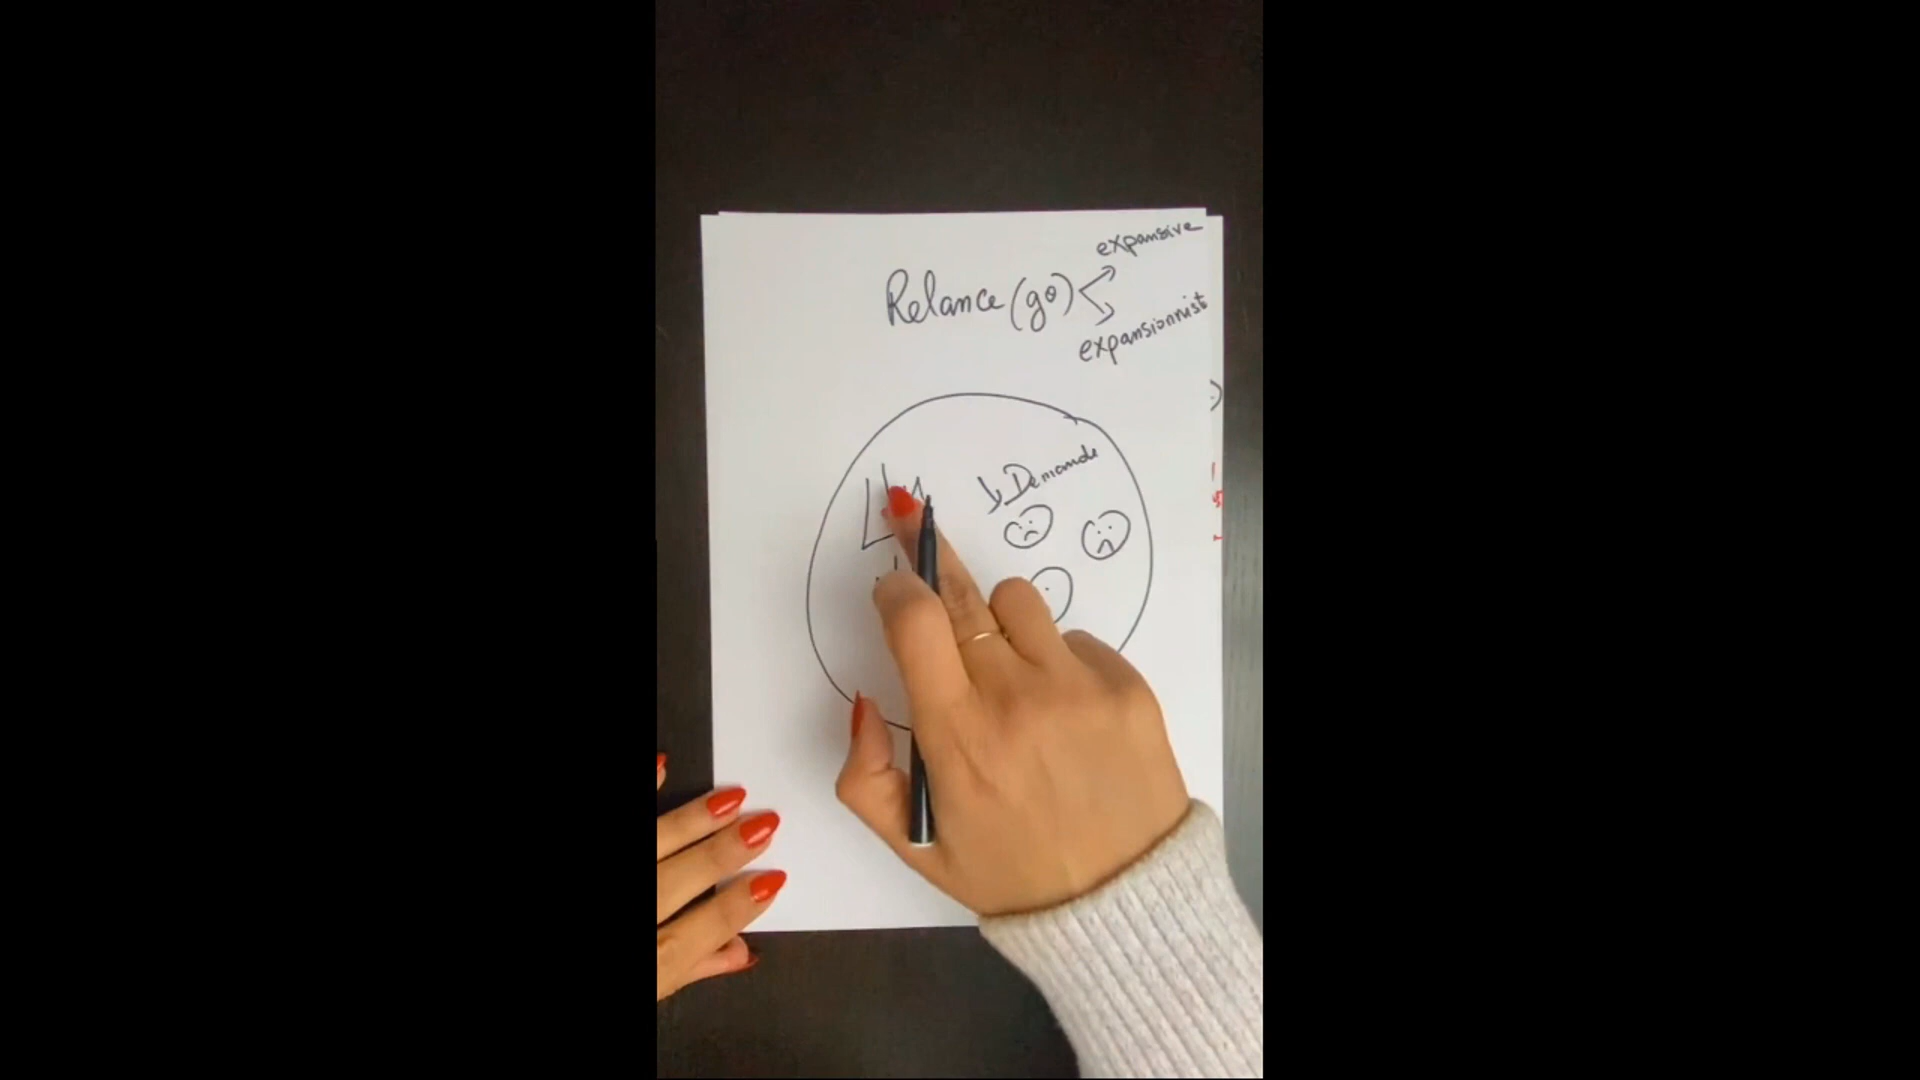 expansive
Relance (go)
expansionnist
Demande